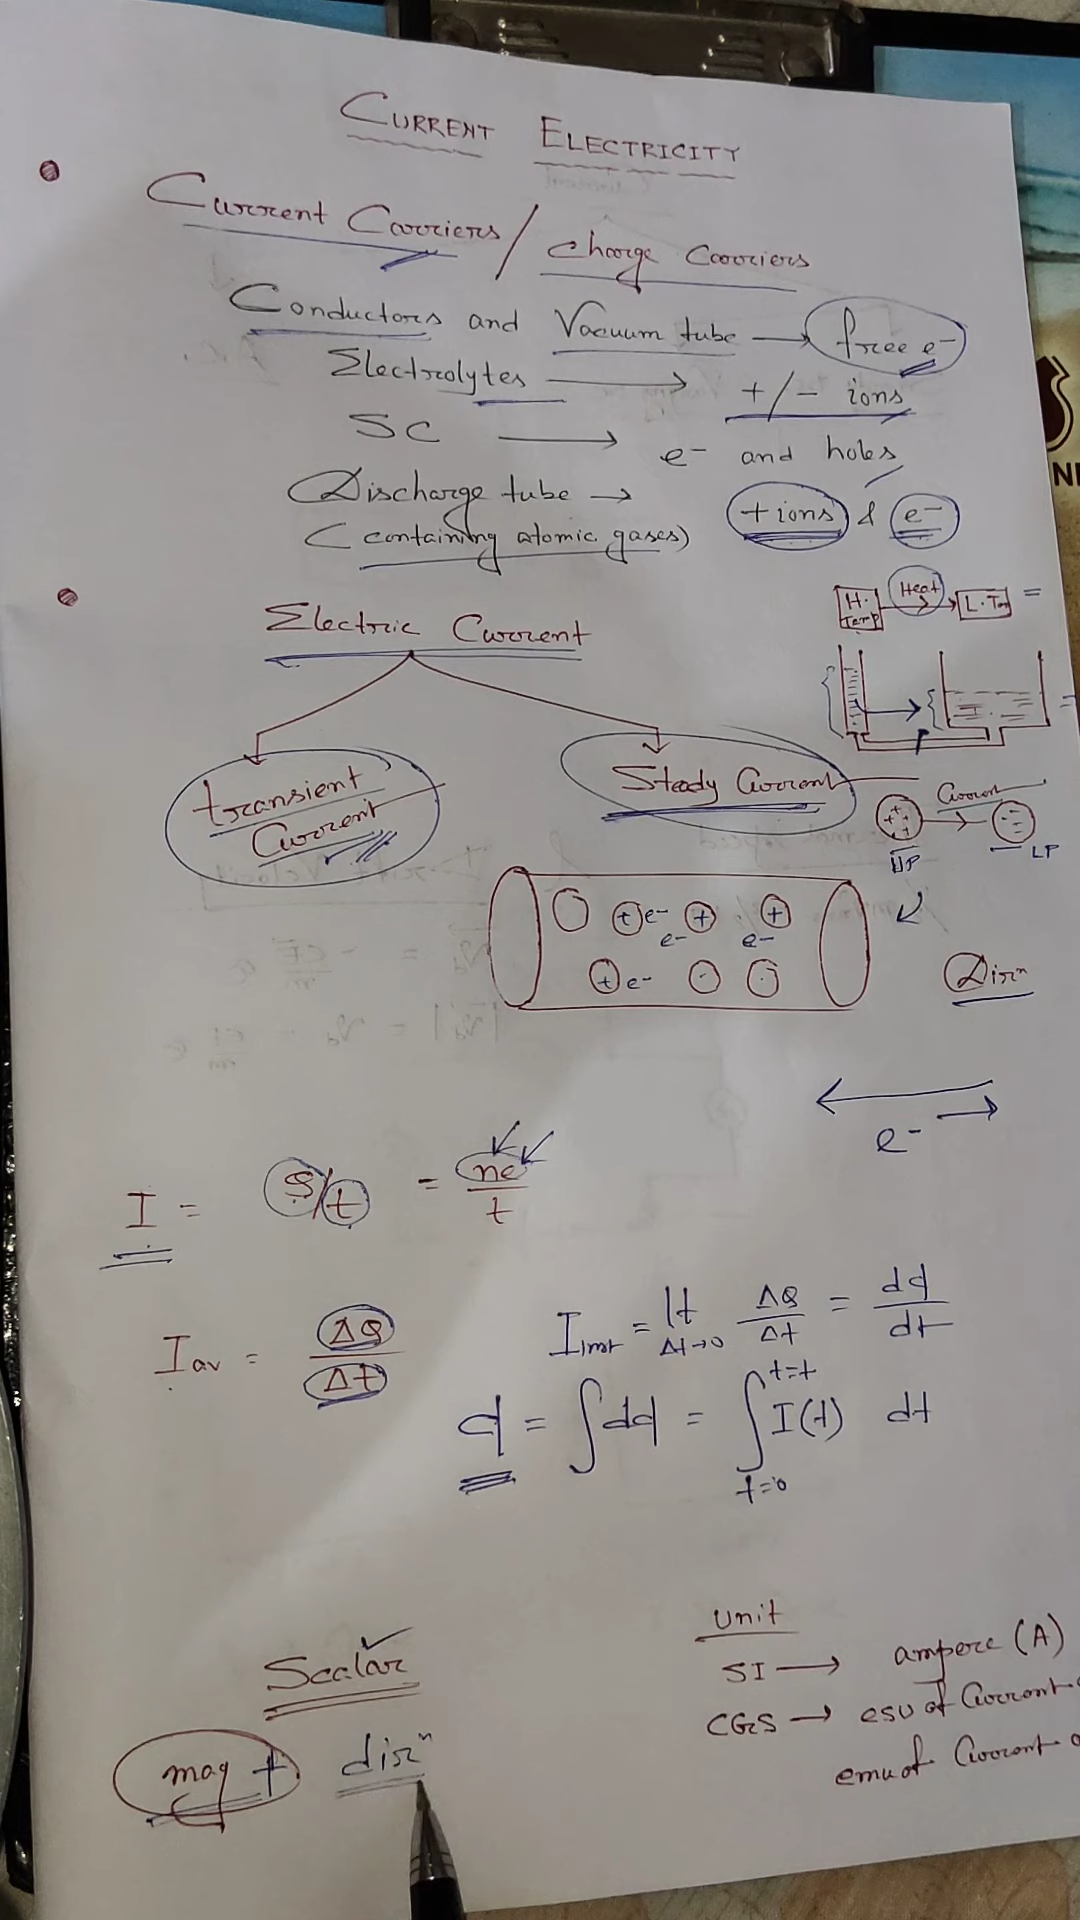 CURRENT ELECTRICITY
Current Carriers / Charge Carriers
Conductors and Vacuum tube → free e-
Electrolytes → +/- ions
SC → e- and holes
Discharge tube →
(containing atomic gases) + ions & e-
H. Temp Heat L. Tem =
Electric Current
transient Current
Steady Current
Current
HP LP
+ e- + +
e- e-
+ e-
Dirⁿ
e-
I = Q/t = ne/t
I av = ΔQ/Δt
I inst = lt Δt→0 ΔQ/Δt = dq/dt
q = ∫dq = ∫ t=0 t=t I(t) dt
unit
SI → ampere (A)
CGS → esu of Current
emu of Current
Scalar
mag + dirⁿ